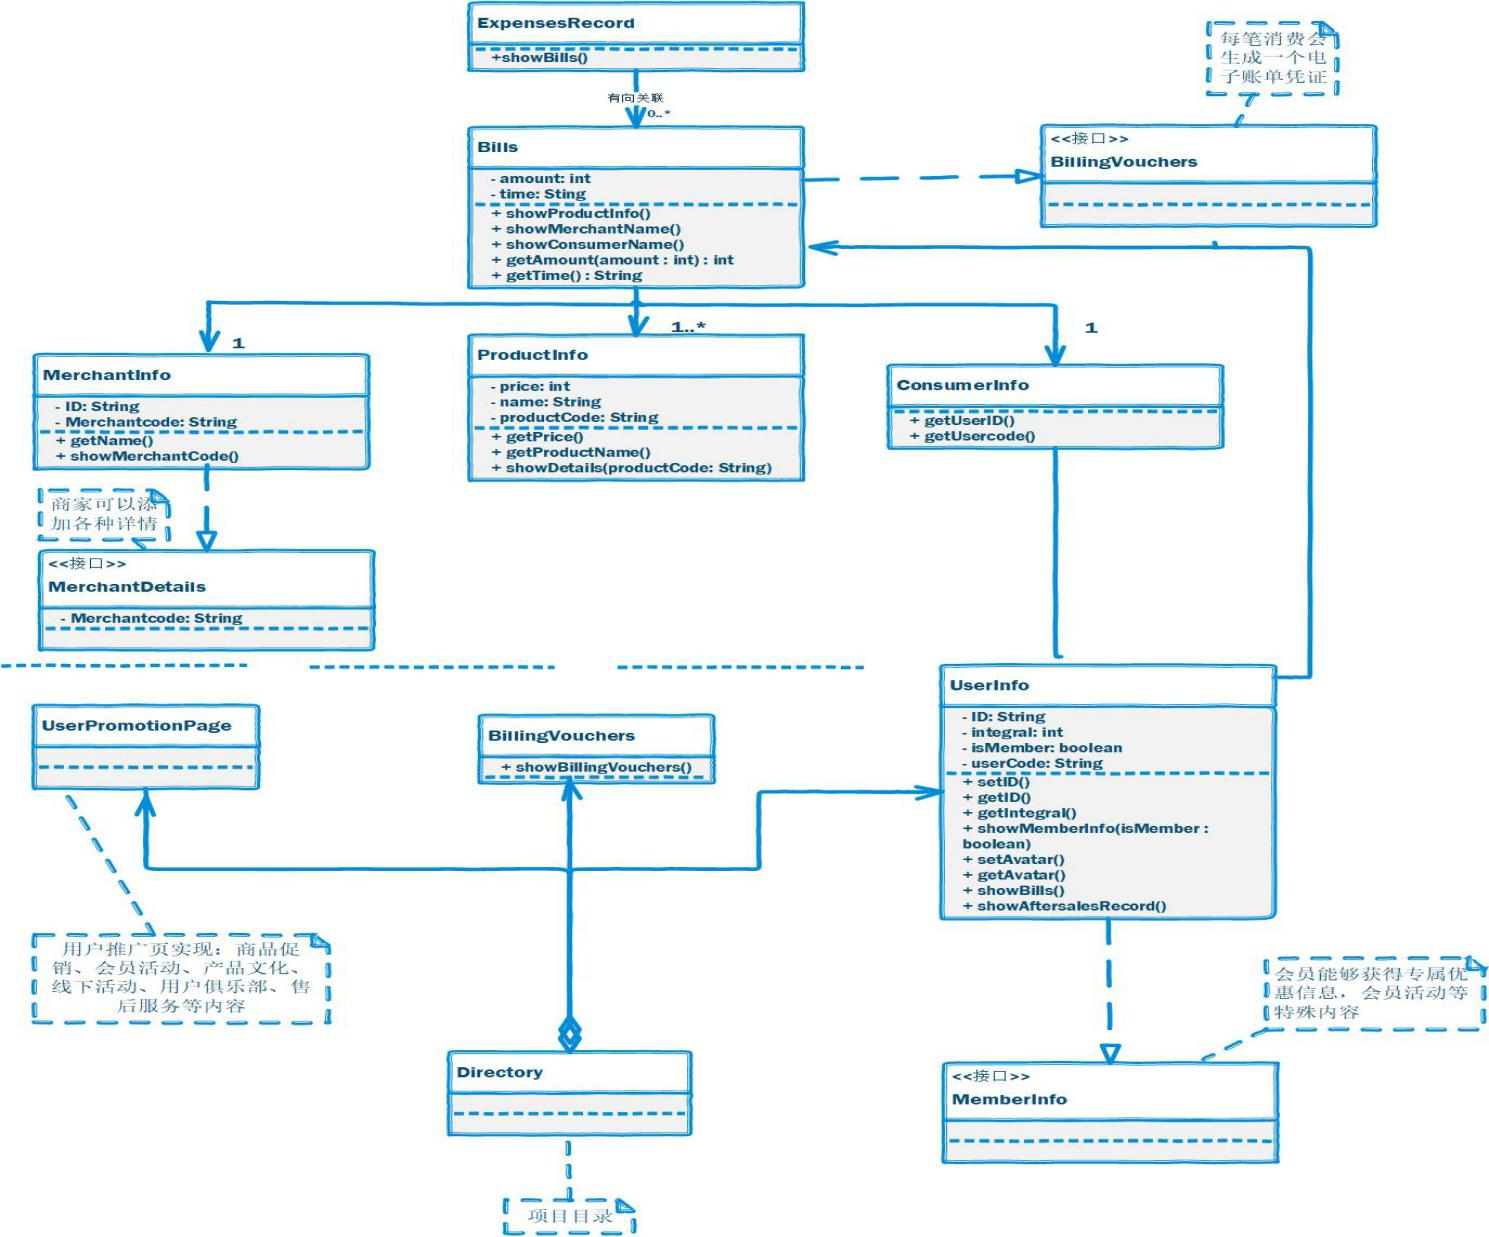 ExpensesRecord
+showBills()
有向关联
0..*
每笔消费会
生成一个电
子账单凭证
Bills
- amount: int
- time: Sting
+ showProductInfo()
+ showMerchantName()
+ showConsumerName()
+ getAmount(amount : int) : int
+ getTime() : String
<<接口>>
BillingVouchers
1
1..*
1
MerchantInfo
- ID: String
- Merchantcode: String
+ getName()
+ showMerchantCode()
ProductInfo
- price: int
- name: String
- productCode: String
+ getPrice()
+ getProductName()
+ showDetails(productCode: String)
ConsumerInfo
+ getUserID()
+ getUsercode()
商家可以添
加各种详情
<<接口>>
MerchantDetails
- Merchantcode: String
UserPromotionPage
BillingVouchers
+ showBillingVouchers()
UserInfo
- ID: String
- integral: int
- isMember: boolean
- userCode: String
+ setID()
+ getID()
+ getIntegral()
+ showMemberInfo(isMember :
boolean)
+ setAvatar()
+ getAvatar()
+ showBills()
+ showAftersalesRecord()
用户推广页实现：商品促
销、会员活动、产品文化、
线下活动、用户俱乐部、售
后服务等内容
会员能够获得专属优
惠信息，会员活动等
特殊内容
Directory
<<接口>>
MemberInfo
项目目录